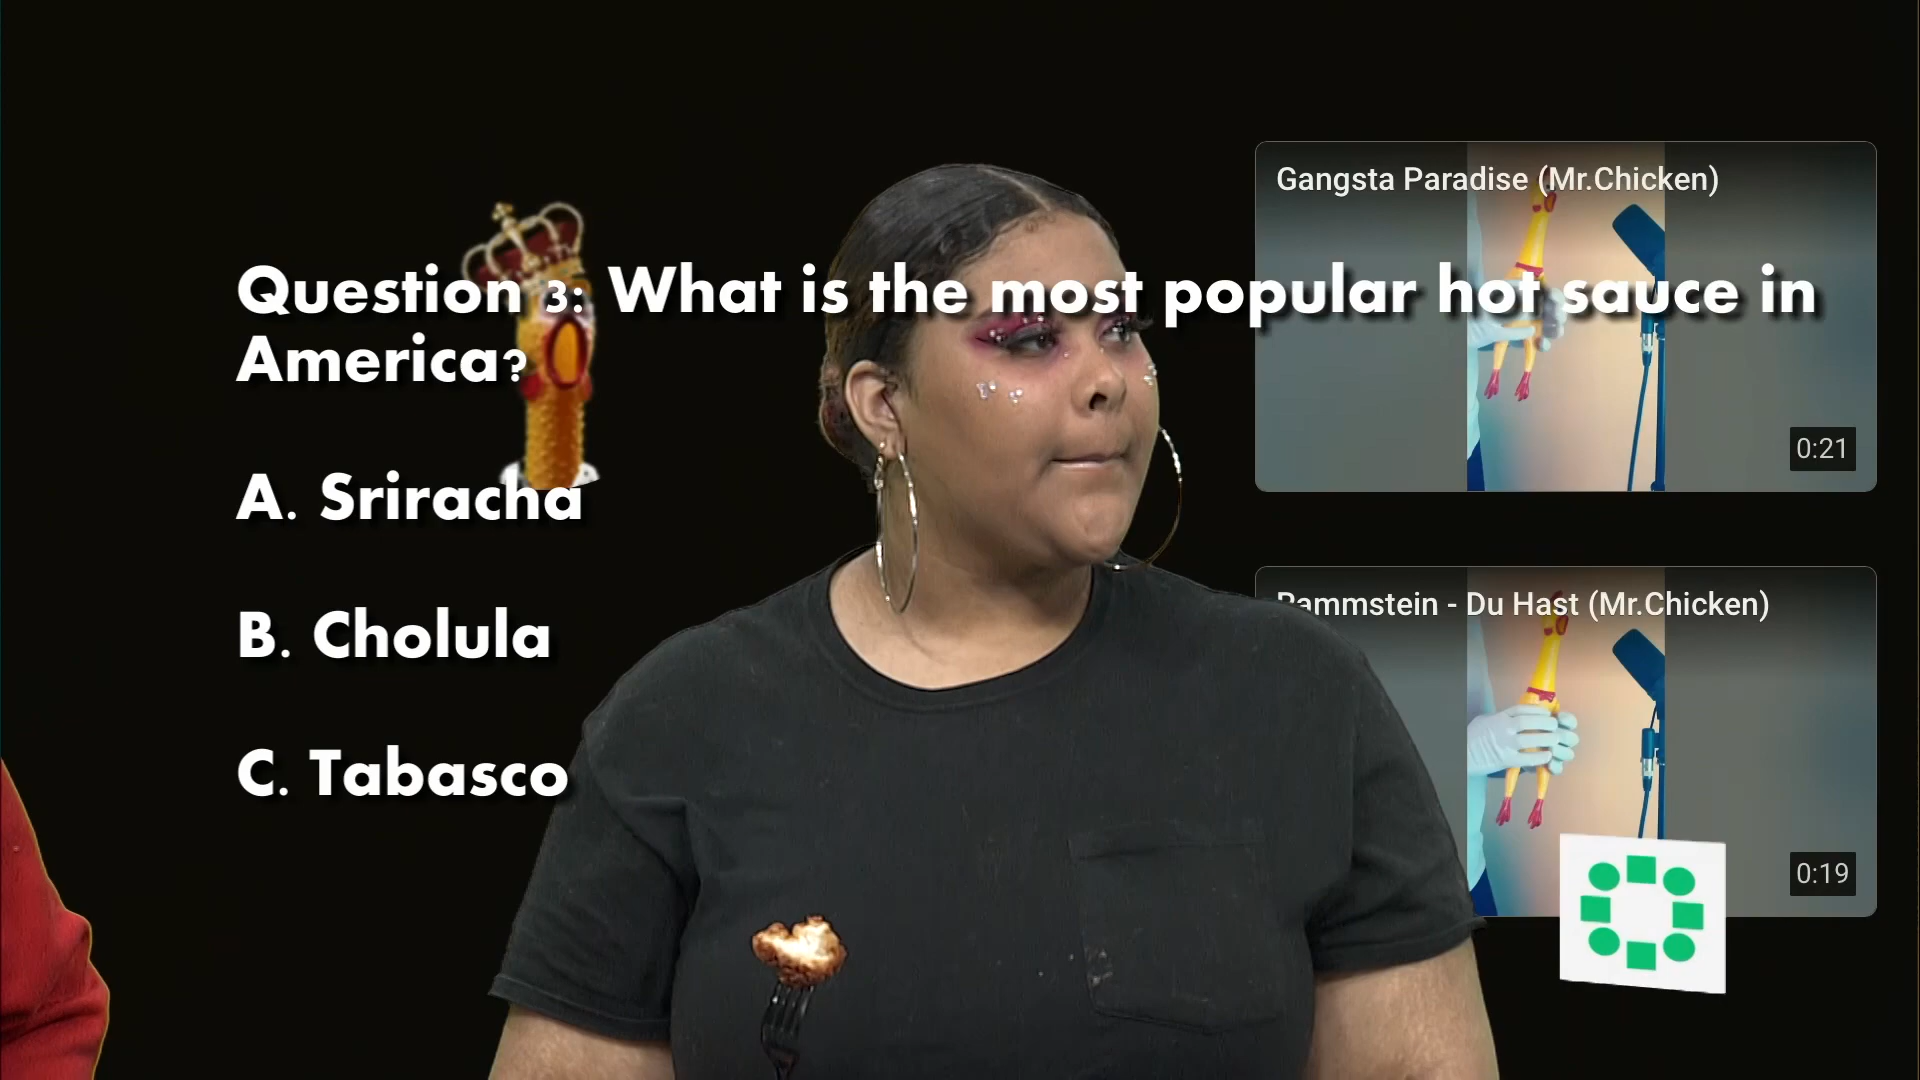 Question 3: What is the most popular hot sauce in
America?
A. Sriracha
B. Cholula
C. Tabasco
Gangsta Paradise (Mr.Chicken)
0:21
Rammstein - Du Hast (Mr.Chicken)
0:19